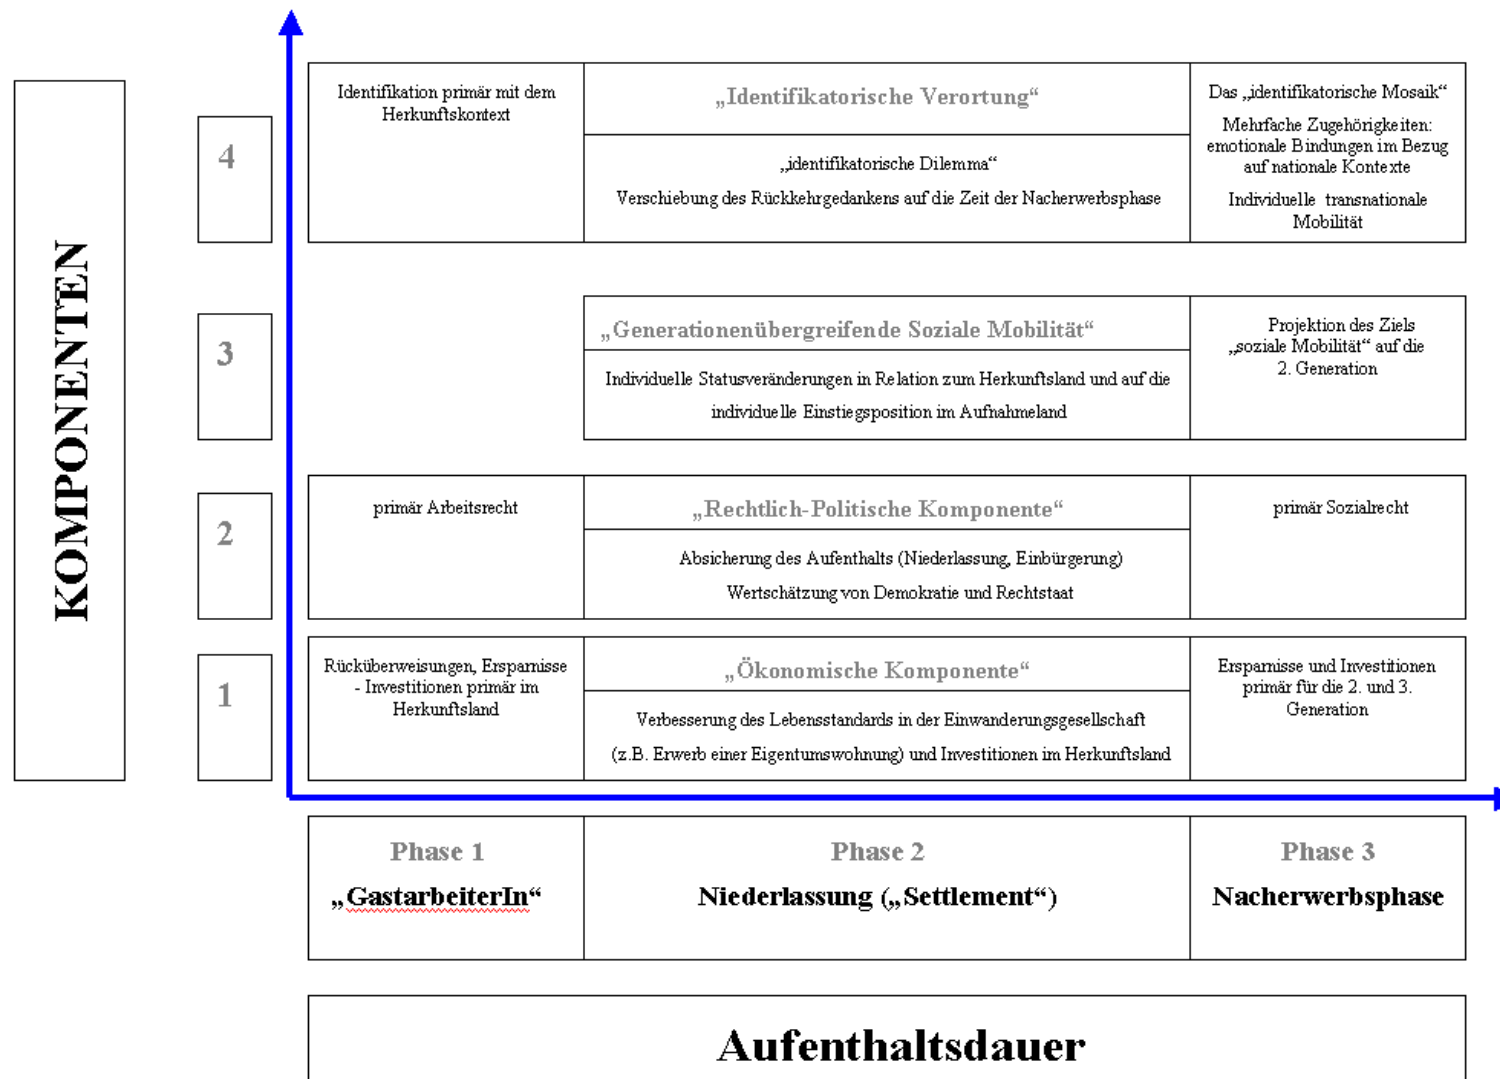 KOMPONENTEN
4
Identifikation primär mit dem
Herkunftskontext
„Identifikatorische Verortung“
„identifikatorische Dilemma“
Verschiebung des Rückkehrgedankens auf die Zeit der Nacherwerbsphase
Das „identifikatorische Mosaik“
Mehrfache Zugehörigkeiten:
emotionale Bindungen im Bezug
auf nationale Kontexte
Individuelle transnationale
Mobilität
3
„Generationenübergreifende Soziale Mobilität“
Individuelle Statusveränderungen in Relation zum Herkunftsland und auf die
individuelle Einstiegsposition im Aufnahmeland
Projektion des Ziels
„soziale Mobilität“ auf die
2. Generation
2
primär Arbeitsrecht
„Rechtlich-Politische Komponente“
Absicherung des Aufenthalts (Niederlassung, Einbürgerung)
Wertschätzung von Demokratie und Rechtstaat
primär Sozialrecht
1
Rücküberweisungen, Ersparnisse
- Investitionen primär im
Herkunftsland
„Ökonomische Komponente“
Verbesserung des Lebensstandards in der Einwanderungsgesellschaft
(z.B. Erwerb einer Eigentumswohnung) und Investitionen im Herkunftsland
Ersparnisse und Investitionen
primär für die 2. und 3.
Generation
Phase 1
„GastarbeiterIn“
Phase 2
Niederlassung („Settlement“)
Phase 3
Nacherwerbsphase
Aufenthaltsdauer